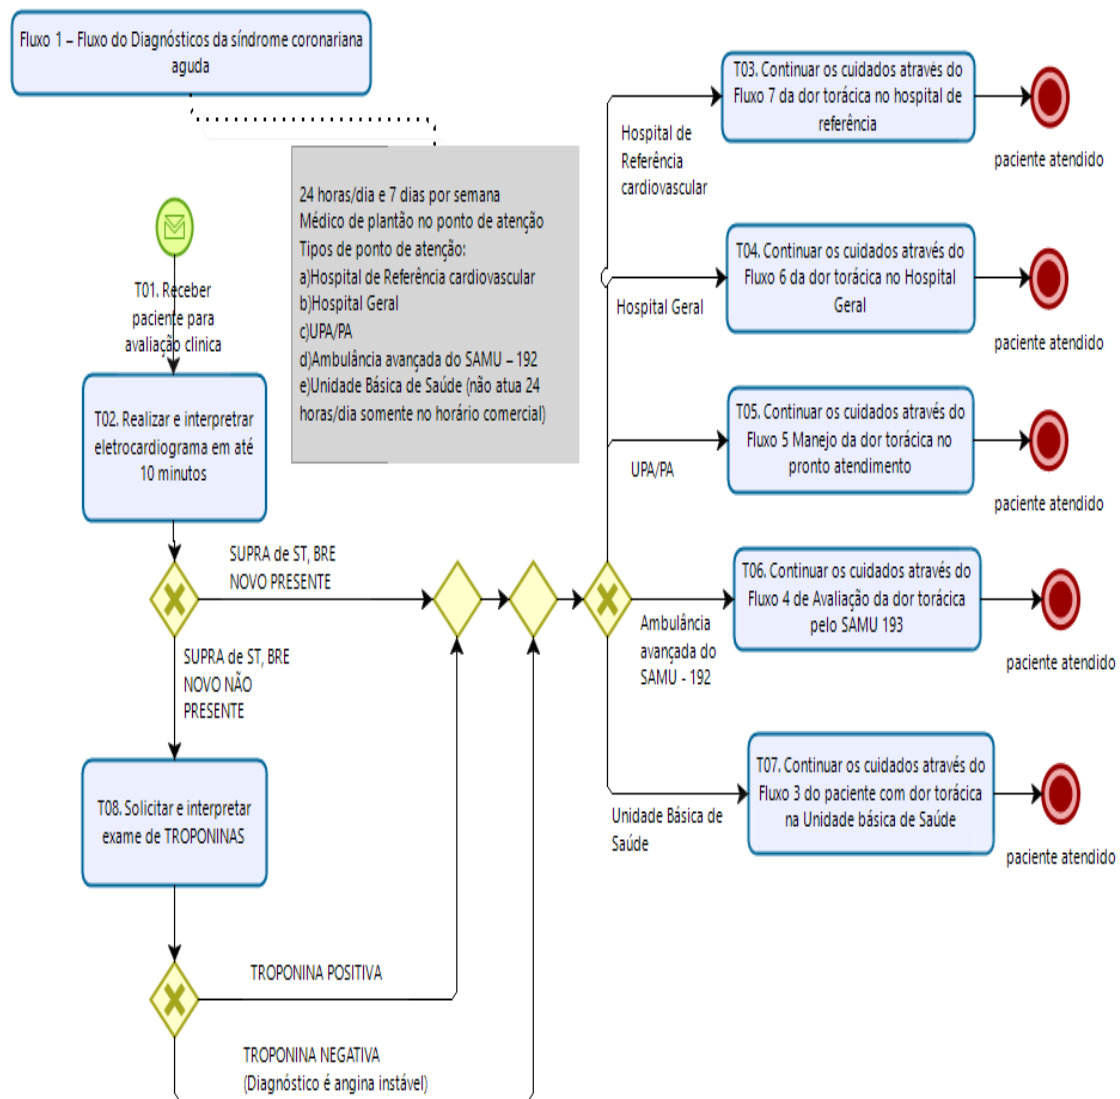 Fluxo 1 – Fluxo do Diagnósticos da síndrome coronariana
aguda
24 horas/dia e 7 dias por semana
Médico de plantão no ponto de atenção
Tipos de ponto de atenção:
a)Hospital de Referência cardiovascular
b)Hospital Geral
c)UPA/PA
d)Ambulância avançada do SAMU – 192
e)Unidade Básica de Saúde (não atua 24
horas/dia somente no horário comercial)
T01. Receber
paciente para
avaliação clinica
T02. Realizar e interpretrar
eletrocardiograma em até
10 minutos
SUPRA de ST, BRE
NOVO PRESENTE
SUPRA de ST, BRE
NOVO NÃO
PRESENTE
T08. Solicitar e interpretar
exame de TROPONINAS
TROPONINA POSITIVA
TROPONINA NEGATIVA
(Diagnóstico é angina instável)
Hospital de
Referência
cardiovascular
T03. Continuar os cuidados através do
Fluxo 7 da dor torácica no hospital de
referência
paciente atendido
Hospital Geral
T04. Continuar os cuidados através do
Fluxo 6 da dor torácica no Hospital
Geral
paciente atendido
UPA/PA
T05. Continuar os cuidados através do
Fluxo 5 Manejo da dor torácica no
pronto atendimento
paciente atendido
Ambulância
avançada do
SAMU - 192
T06. Continuar os cuidados através do
Fluxo 4 de Avaliação da dor torácica
pelo SAMU 193
paciente atendido
Unidade Básica de
Saúde
T07. Continuar os cuidados através do
Fluxo 3 do paciente com dor torácica
na Unidade básica de Saúde
paciente atendido